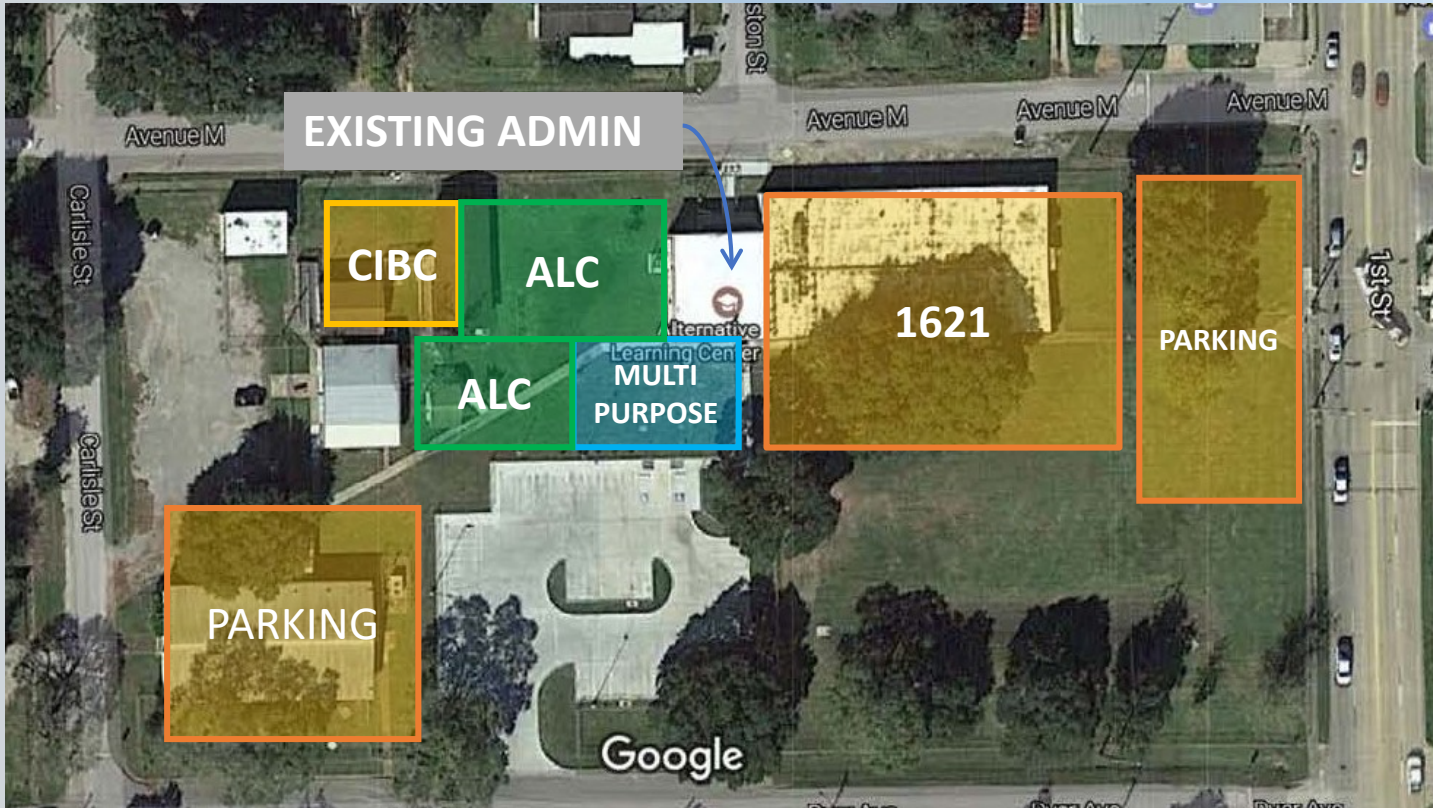 ston St
Avenue M
Avenue M
Avenue M
Avenue M
EXISTING ADMIN
Carlisle St
CIBC
ALC
1st St
Alternative
Learning Center
1621
PARKING
ALC
MULTI
PURPOSE
Carlisle St
PARKING
Google